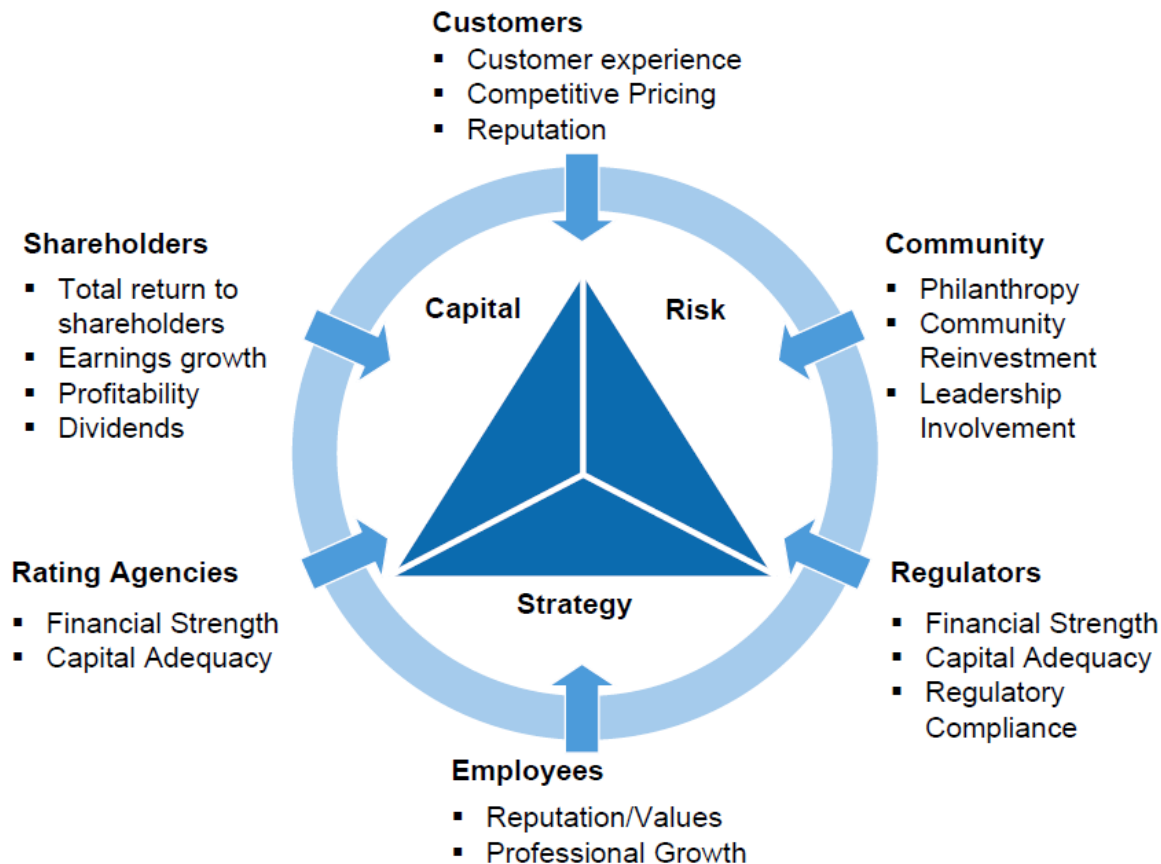 Customers
▪ Customer experience
▪ Competitive Pricing
▪ Reputation
Shareholders
▪ Total return to
shareholders
▪ Earnings growth
▪ Profitability
▪ Dividends
Capital
Risk
Community
▪ Philanthropy
▪ Community
Reinvestment
▪ Leadership
Involvement
Rating Agencies
▪ Financial Strength
▪ Capital Adequacy
Strategy
Regulators
▪ Financial Strength
▪ Capital Adequacy
▪ Regulatory
Compliance
Employees
▪ Reputation/Values
▪ Professional Growth